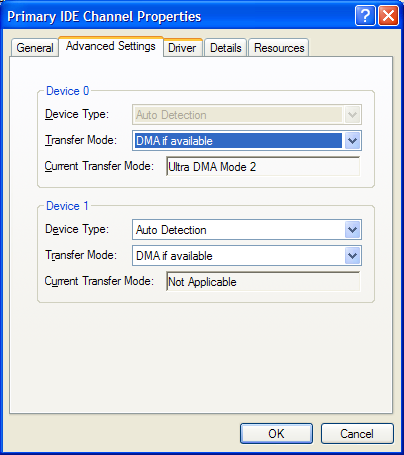 Primary IDE Channel Properties
General Advanced Settings Driver Details Resources
Device 0
Device Type: Auto Detection
Transfer Mode: DMA if available
Current Transfer Mode: Ultra DMA Mode 2
Device 1
Device Type: Auto Detection
Transfer Mode: DMA if available
Current Transfer Mode: Not Applicable
OK Cancel